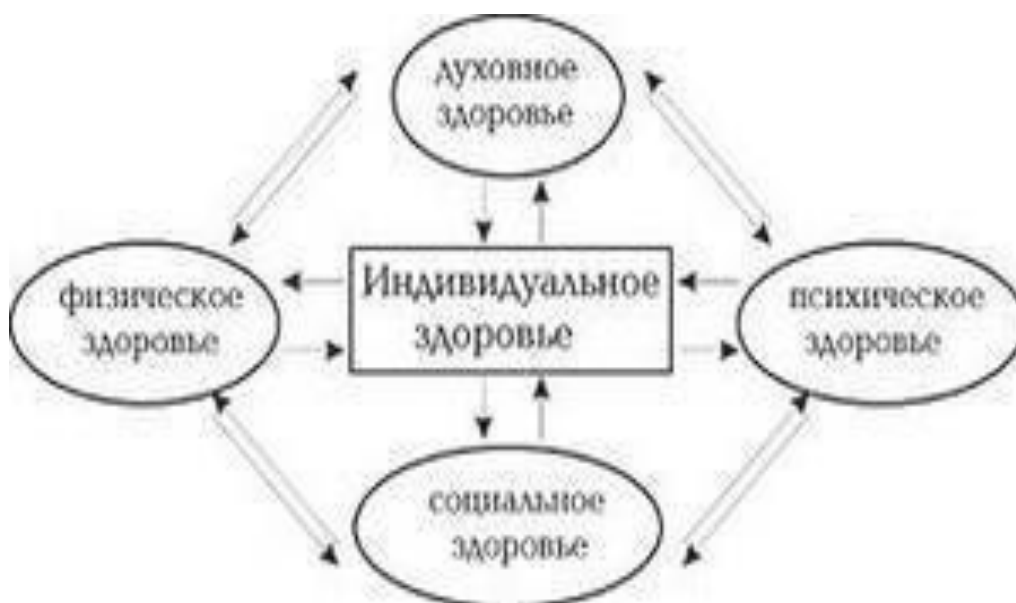 духовное
здоровье
физическое
здоровье
Индивидуальное
здоровье
психическое
здоровье
социальное
здоровье